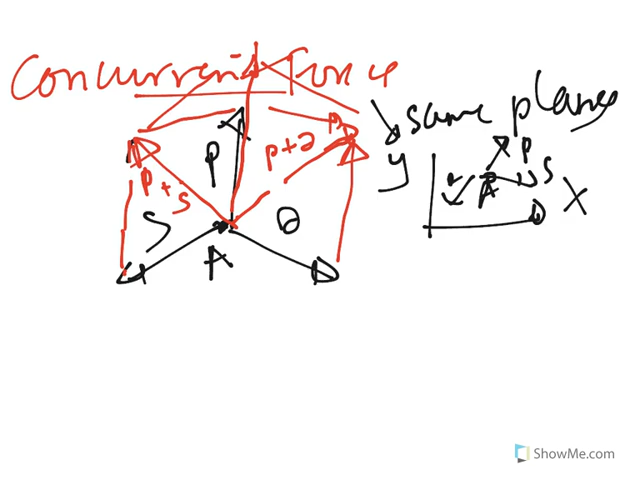 Concurrent Force
same plane
P
P+S
P+Q
S
Q
A
y
P
S
A
X
ShowMe.com